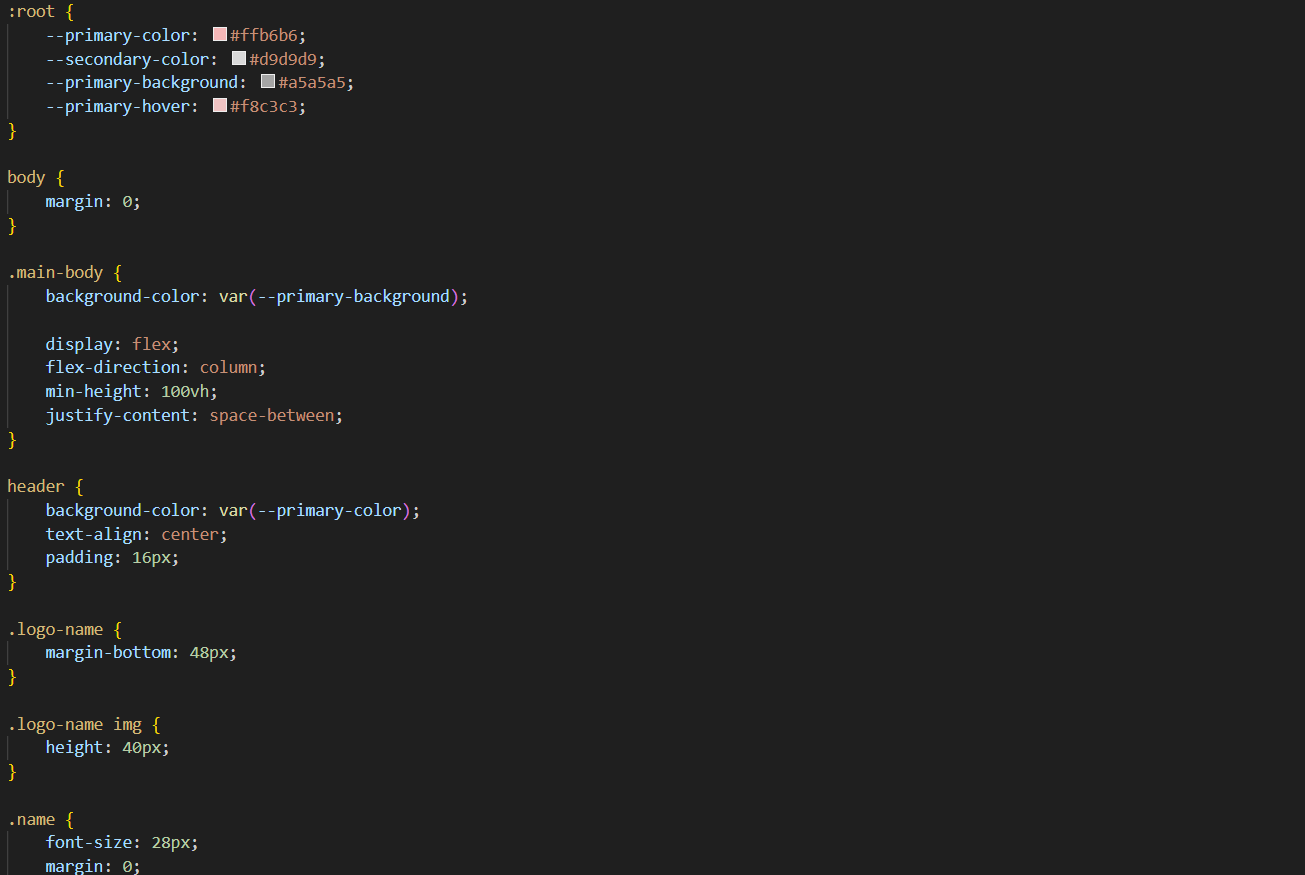 :root {
    --primary-color: #ffb6b6;
    --secondary-color: #d9d9d9;
    --primary-background: #a5a5a5;
    --primary-hover: #f8c3c3;
}

body {
    margin: 0;
}

.main-body {
    background-color: var(--primary-background);

    display: flex;
    flex-direction: column;
    min-height: 100vh;
    justify-content: space-between;
}

header {
    background-color: var(--primary-color);
    text-align: center;
    padding: 16px;
}

.logo-name {
    margin-bottom: 48px;
}

.logo-name img {
    height: 40px;
}

.name {
    font-size: 28px;
    margin: 0;